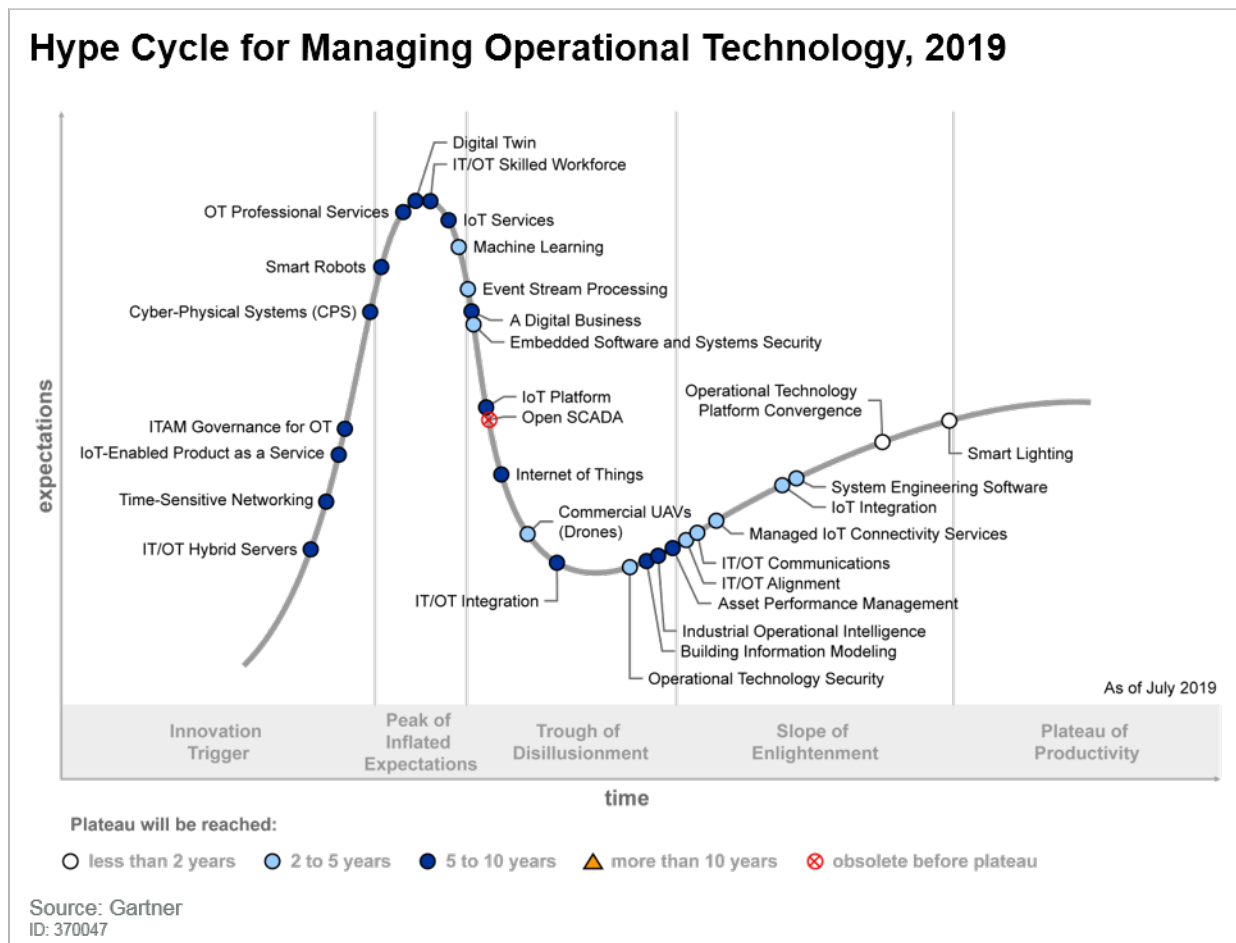 Hype Cycle for Managing Operational Technology, 2019
Digital Twin
IT/OT Skilled Workforce
OT Professional Services
IoT Services
Machine Learning
Smart Robots
Event Stream Processing
Cyber-Physical Systems (CPS)
A Digital Business
Embedded Software and Systems Security
expectations
IoT Platform
Open SCADA
Operational Technology
Platform Convergence
ITAM Governance for OT
IoT-Enabled Product as a Service
Smart Lighting
Internet of Things
System Engineering Software
IoT Integration
Time-Sensitive Networking
Commercial UAVs
(Drones)
Managed IoT Connectivity Services
IT/OT Hybrid Servers
IT/OT Communications
IT/OT Alignment
IT/OT Integration
Asset Performance Management
Industrial Operational Intelligence
Building Information Modeling
Operational Technology Security
As of July 2019
Innovation
Trigger
Peak of
Inflated
Expectations
Trough of
Disillusionment
Slope of
Enlightenment
Plateau of
Productivity
time
Plateau will be reached:
less than 2 years
2 to 5 years
5 to 10 years
more than 10 years
obsolete before plateau
Source: Gartner
ID: 370047